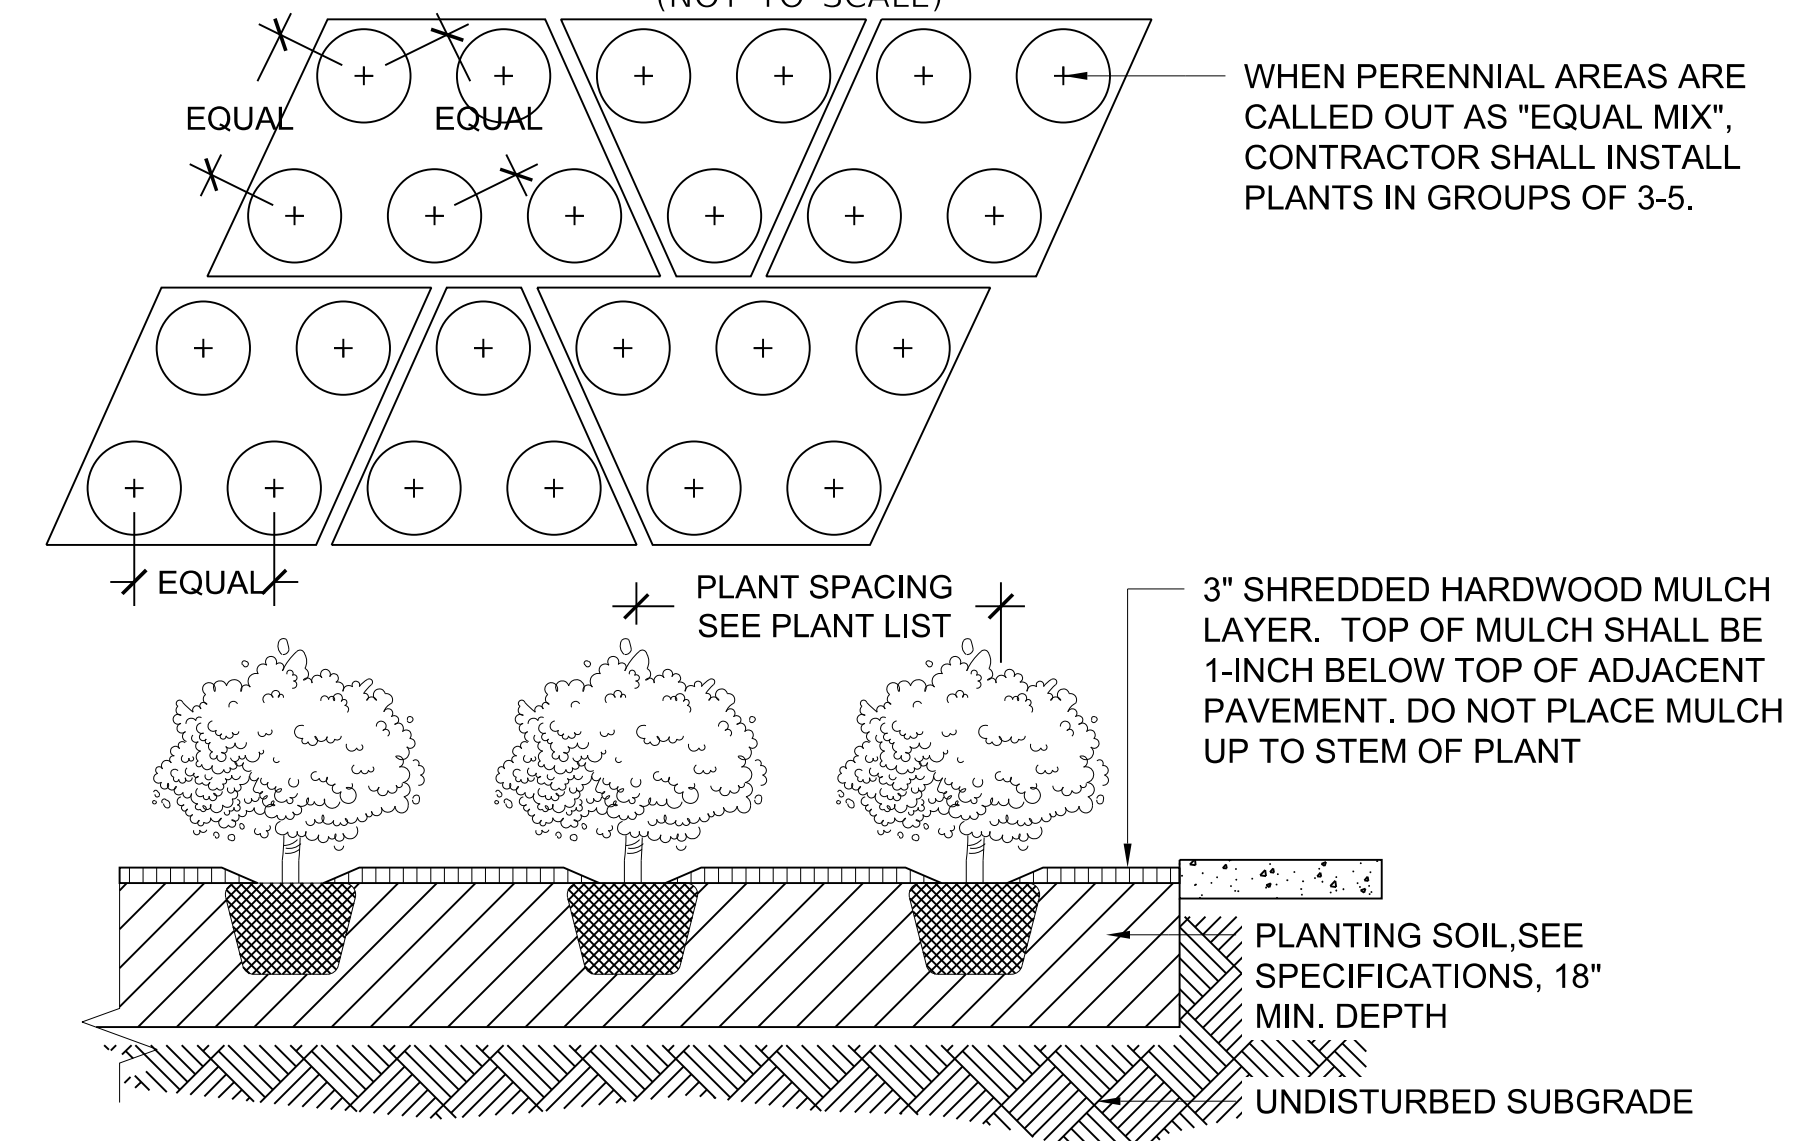 (NOT TO SCALE)
EQUAL
EQUAL
WHEN PERENNIAL AREAS ARE
CALLED OUT AS "EQUAL MIX",
CONTRACTOR SHALL INSTALL
PLANTS IN GROUPS OF 3-5.
EQUAL
PLANT SPACING
SEE PLANT LIST
3" SHREDDED HARDWOOD MULCH
LAYER. TOP OF MULCH SHALL BE
1-INCH BELOW TOP OF ADJACENT
PAVEMENT. DO NOT PLACE MULCH
UP TO STEM OF PLANT
PLANTING SOIL,SEE
SPECIFICATIONS, 18"
MIN. DEPTH
UNDISTURBED SUBGRADE